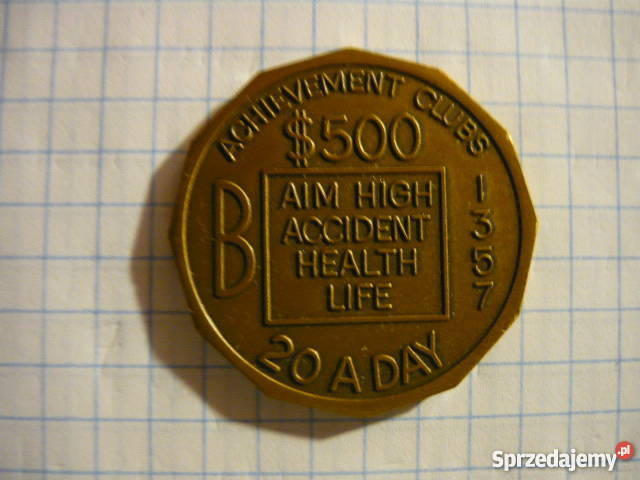 ACHIEVEMENT CLUBS
$500
B
AIM HIGH
ACCIDENT
HEALTH
LIFE
1
3
5
7
20 A DAY
Sprzedajemy.pl